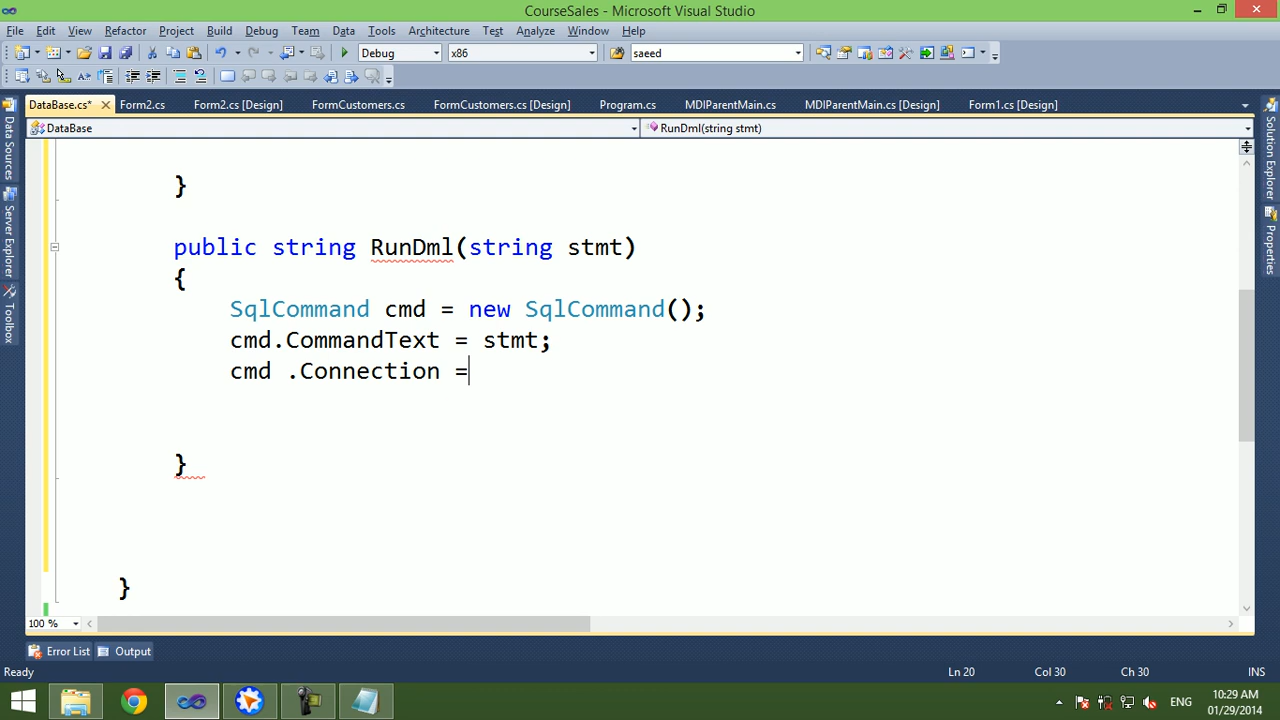 CourseSales - Microsoft Visual Studio
File Edit View Refactor Project Build Debug Team Data Tools Architecture Test Analyze Window Help
Debug x86 saeed
DataBase.cs* Form2.cs Form2.cs [Design] FormCustomers.cs FormCustomers.cs [Design] Program.cs MDIParentMain.cs MDIParentMain.cs [Design] Form1.cs [Design]
DataBase RunDml(string stmt)
Data Sources
Server Explorer
Toolbox
Solution Explorer
Properties
}
public string RunDml(string stmt)
{
SqlCommand cmd = new SqlCommand();
cmd.CommandText = stmt;
cmd .Connection =
}
}
100 %
Error List Output
Ready Ln 20 Col 30 Ch 30 INS
ENG 10:29 AM
01/29/2014